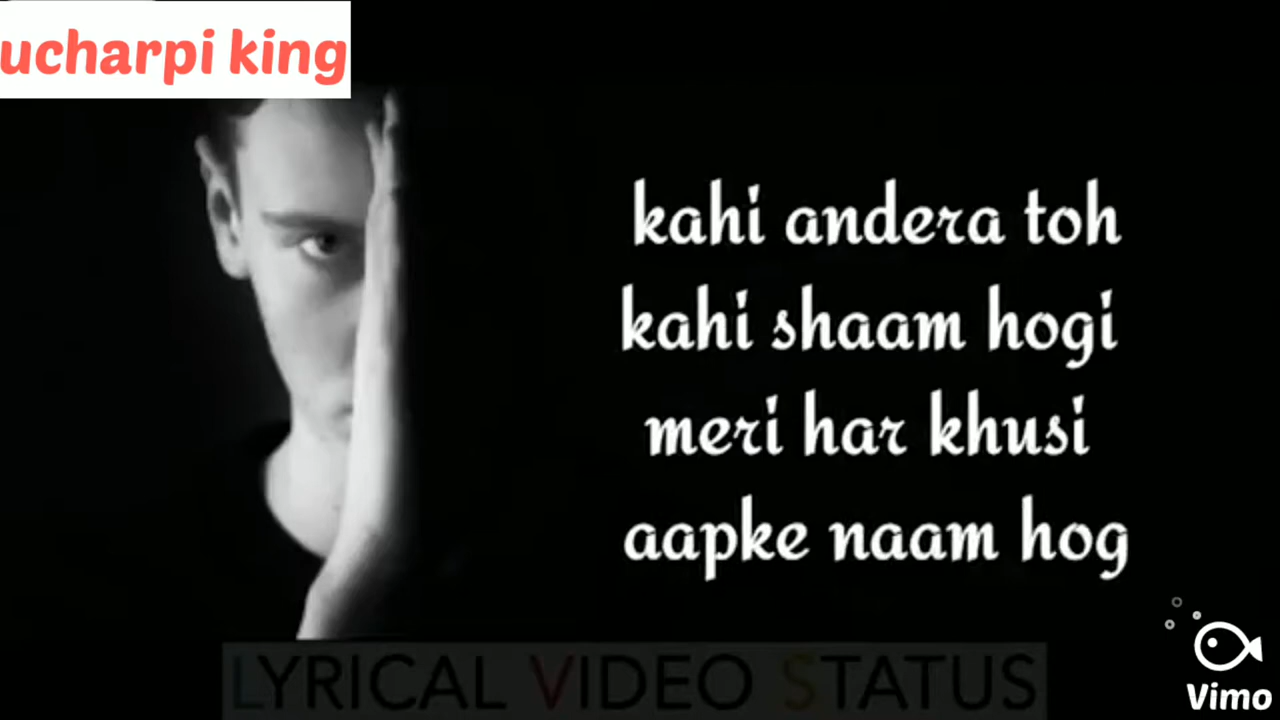 ucharpi king
kahi andera toh
kahi shaam hogi
meri har khusi
aapke naam hog
LYRICAL VIDEO STATUS
Vimo